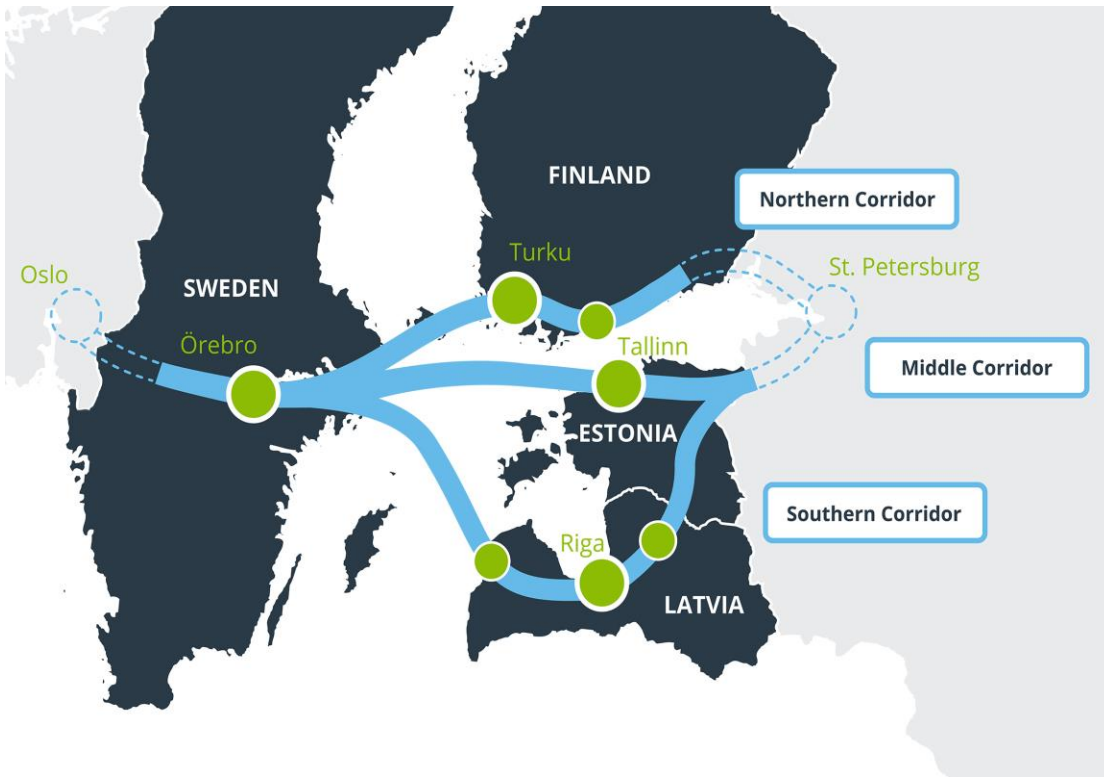 FINLAND
Northern Corridor
Turku
Oslo
St. Petersburg
SWEDEN
Örebro
Tallinn
Middle Corridor
ESTONIA
Southern Corridor
Riga
LATVIA